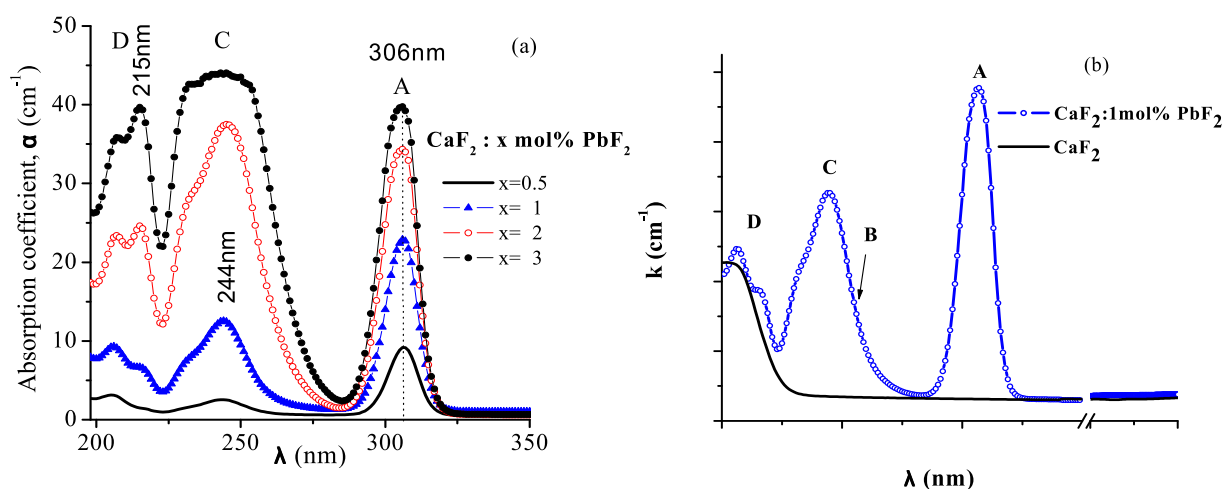 50
40
30
20
10
0
Absorption coefficient, α (cm⁻¹)
D
215nm
C
244nm
306nm
A
(a)
CaF₂ : x mol% PbF₂
x=0.5
x= 1
x= 2
x= 3
200
250
300
350
λ (nm)
(b)
A
CaF₂:1mol% PbF₂
CaF₂
C
D
B
k (cm⁻¹)
λ (nm)